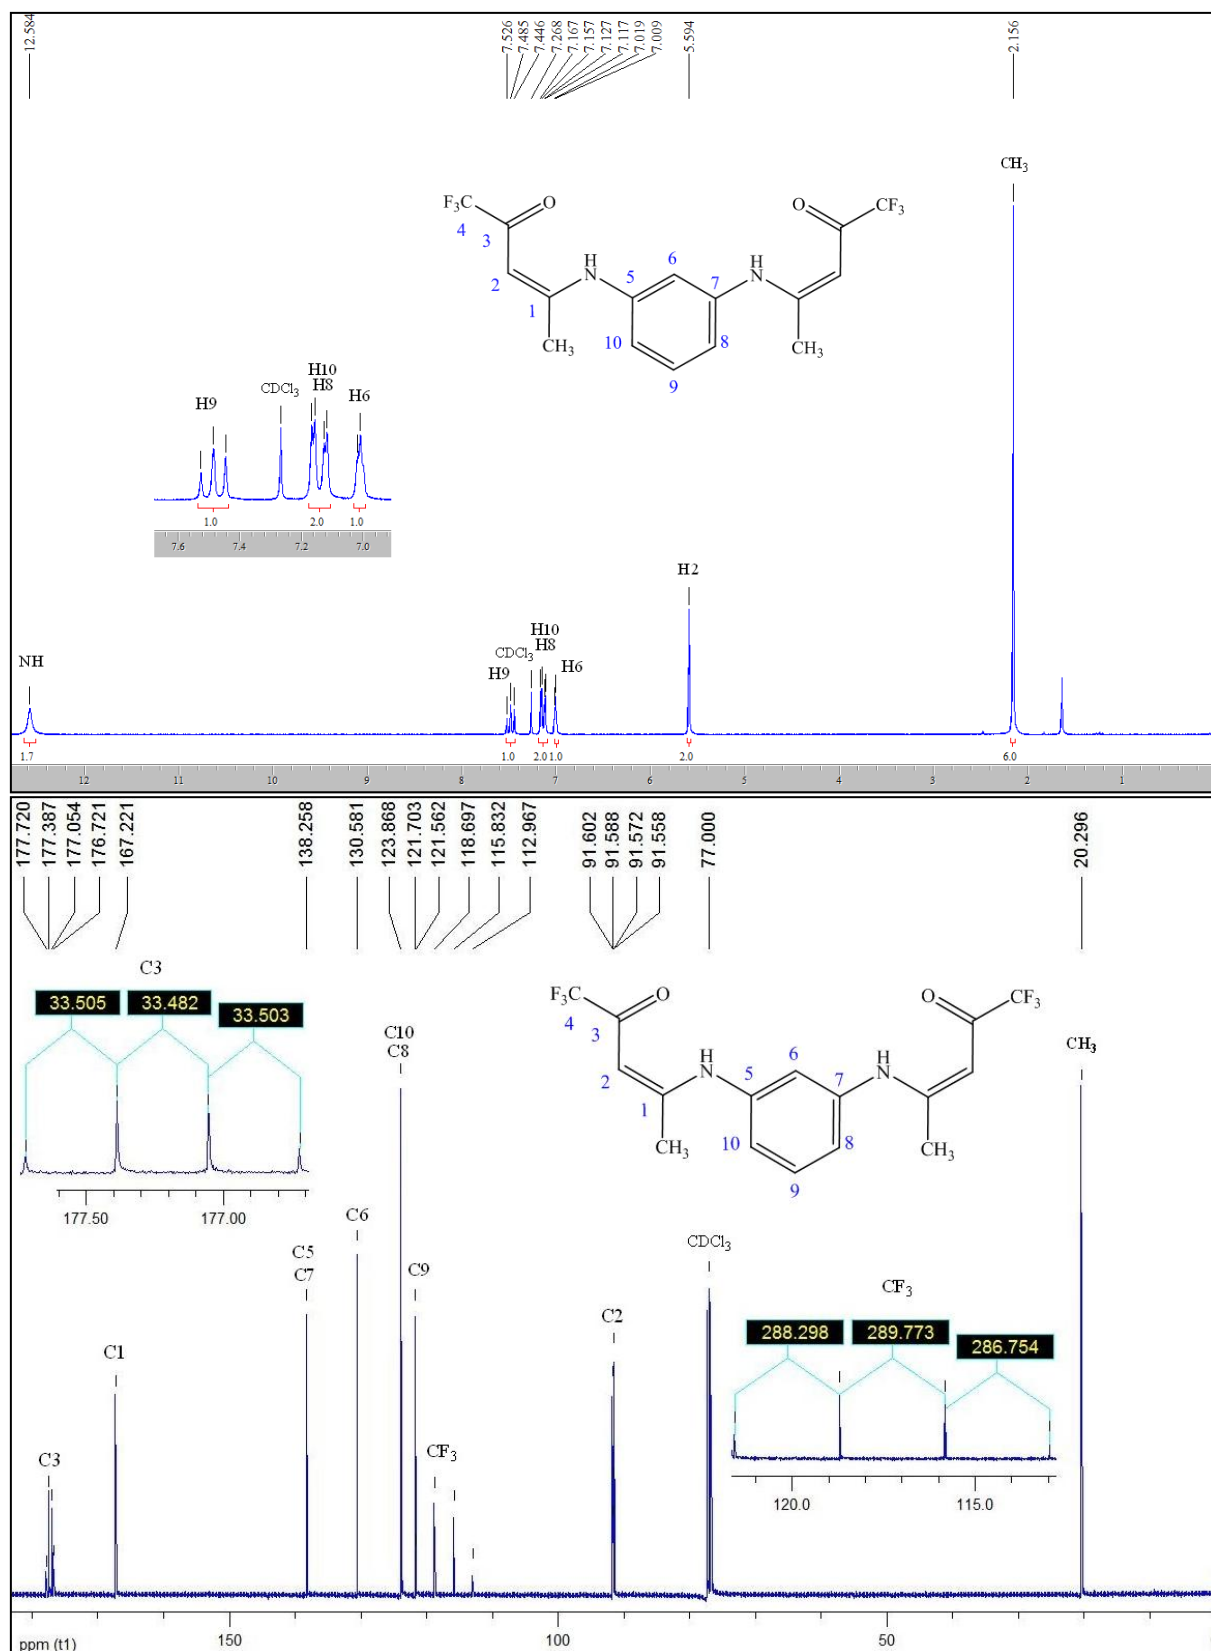 12.584
7.526
7.485
7.446
7.268
7.167
7.157
7.127
7.117
7.019
7.009
5.594
2.156
CH3
F3C
O
O
CF3
4
3
H
N
6
H
N
2
5
7
1
CH3
10
8
CH3
9
H10
H8
CDCl3
H6
H9
1.0
2.0
1.0
7.6
7.4
7.2
7.0
H2
H10
H8
CDCl3
NH
H9
H6
1.7
1.0
2.0
1.0
2.0
6.0
12
11
10
9
8
7
6
5
4
3
2
1
177.720
177.387
177.054
176.721
167.221
138.258
130.581
123.868
121.703
121.562
118.697
115.832
112.967
91.602
91.588
91.572
91.558
77.000
20.296
C3
33.505
33.482
33.503
177.50
177.00
F3C
O
O
CF3
4
3
C10
C8
H
N
6
H
N
CH3
2
5
7
1
CH3
10
8
CH3
9
C6
CDCl3
C5
C7
C9
CF3
C2
288.298
289.773
286.754
120.0
115.0
C1
C3
CF3
ppm (t1)
150
100
50